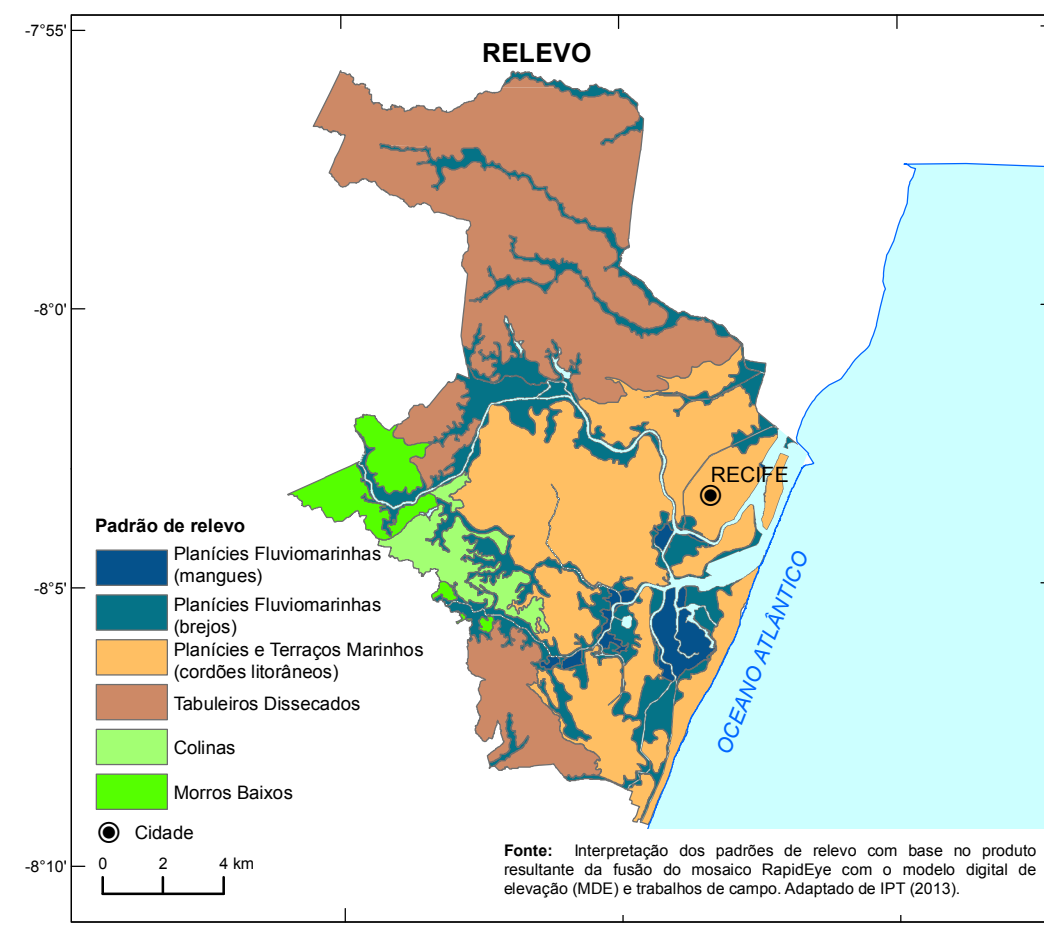 -7°55'
RELEVO
-8°0'
RECIFE
Padrão de relevo
Planícies Fluviomarinhas
(mangues)
-8°5'
Planícies Fluviomarinhas
(brejos)
Planícies e Terraços Marinhos
(cordões litorâneos)
OCEANO ATLÂNTICO
Tabuleiros Dissecados
Colinas
Morros Baixos
Cidade
0 2 4 km
-8°10'
Fonte: Interpretação dos padrões de relevo com base no produto
resultante da fusão do mosaico RapidEye com o modelo digital de
elevação (MDE) e trabalhos de campo. Adaptado de IPT (2013).